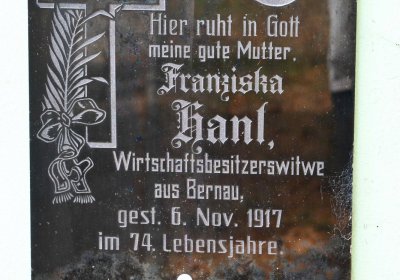 Hier ruht in Gott
meine gute Mutter,
Franziska
Hanl,
Wirtschaftsbesitzerswitwe
aus Bernau,
gest. 6. Nov. 1917
im 74. Lebensjahre.